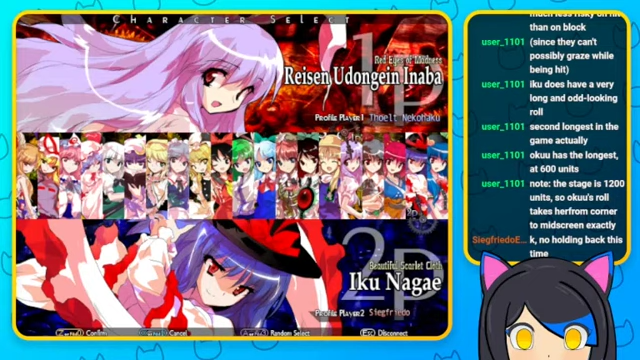 Character Select
1P
Red Eyes of Madness
Reisen Udongein Inaba
Profile Player1 Thoelt NekoHaku
2P
Beautiful Scarlet Cloth
Iku Nagae
Profile Player2 Siegfriedo
Confirm
Cancel
Random Select
Esc Disconnect
much less risky on hit
than on block
user_1101 (since they can't
possibly graze while
being hit)
user_1101 iku does have a very
long and odd-looking
roll
user_1101 second longest in the
game actually
user_1101 okuu has the longest,
at 600 units
user_1101 note: the stage is 1200
units, so okuu's roll
takes herfrom corner
to midscreen exactly
SiegfriedoE... k, no holding back this
time